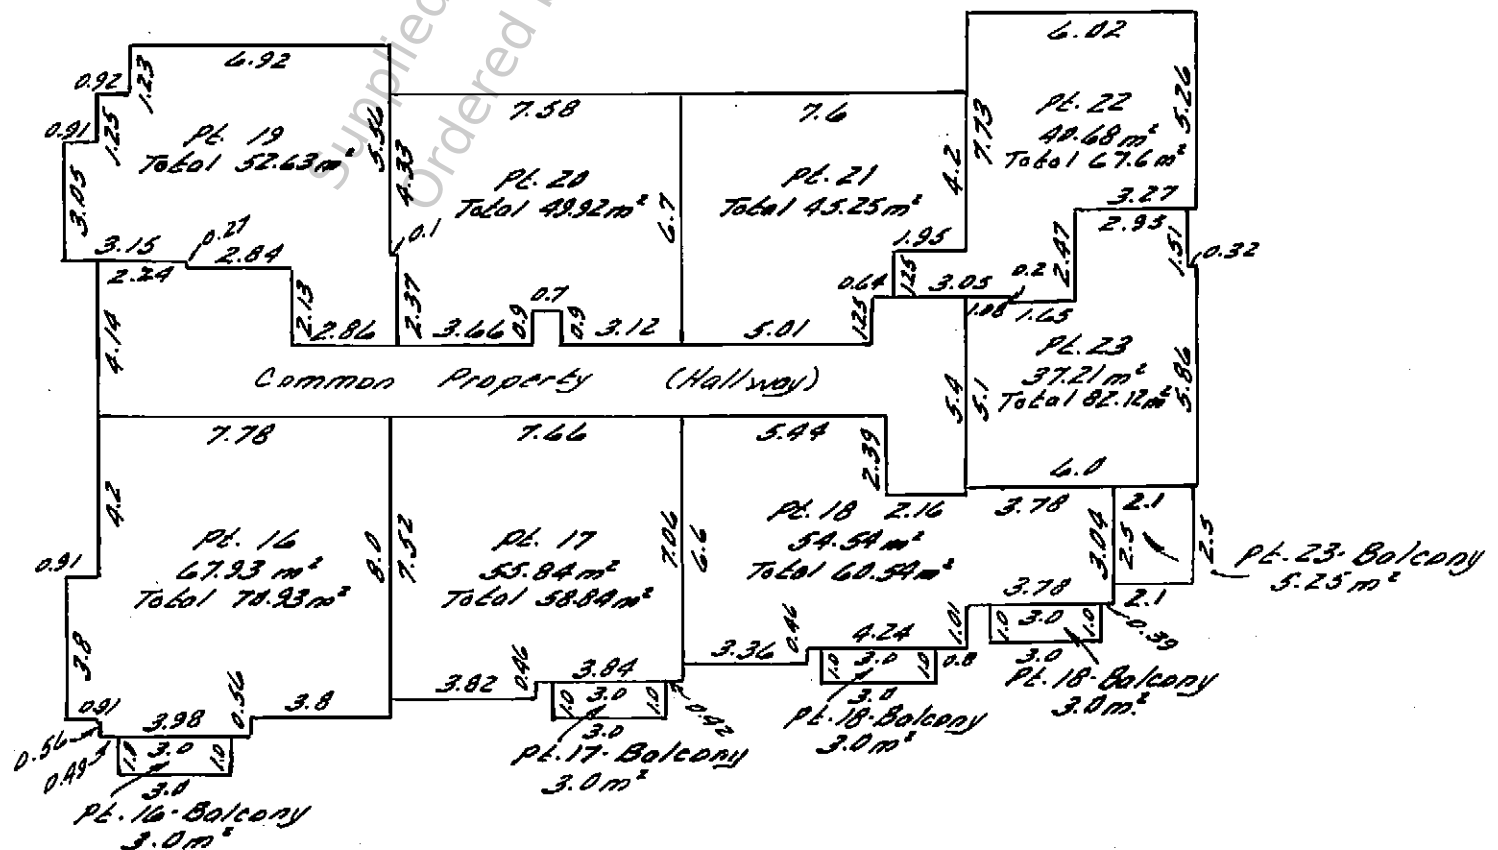 Supplied
Ordered
6.92
0.92
1.23
0.91
1.25
Pt. 19
Total 52.63m²
5.56
3.05
3.15
0.27
2.84
2.24
2.13
2.86
4.14
7.58
4.33
Pt. 20
Total 49.92m²
6.7
0.1
2.37
3.66
0.9
0.7
0.9
3.12
7.6
Pt. 21
Total 45.25m²
4.2
1.95
1.25
0.64
1.25
5.01
6.02
5.26
7.73
Pt. 22
40.68m²
Total 67.6m²
3.27
2.47
3.05
0.2
1.65
1.08
2.93
1.51
0.32
Pt. 23
37.21m²
Total 82.12m²
5.4
5.1
5.86
6.0
Common Property (Hallway)
7.78
4.2
Pt. 16
67.93 m²
Total 70.93m²
8.0
0.91
3.8
0.91
3.98
0.56
3.8
0.56
0.49
1.0
3.0
1.0
3.0
Pt. 16-Balcony
3.0m²
7.66
7.52
Pt. 17
55.84m²
Total 58.84m²
7.06
3.82
0.46
3.84
0.42
1.0
3.0
1.0
3.0
Pt. 17-Balcony
3.0m²
5.44
2.39
2.16
Pt. 18
54.54m²
Total 60.54m²
6.6
3.78
3.04
3.36
0.46
4.24
1.01
0.8
3.78
0.39
1.0
3.0
1.0
3.0
Pt. 18-Balcony
3.0m²
1.0
3.0
1.0
3.0
Pt. 18-Balcony
3.0m²
2.1
2.5
2.5
2.1
Pt. 23-Balcony
5.25m²